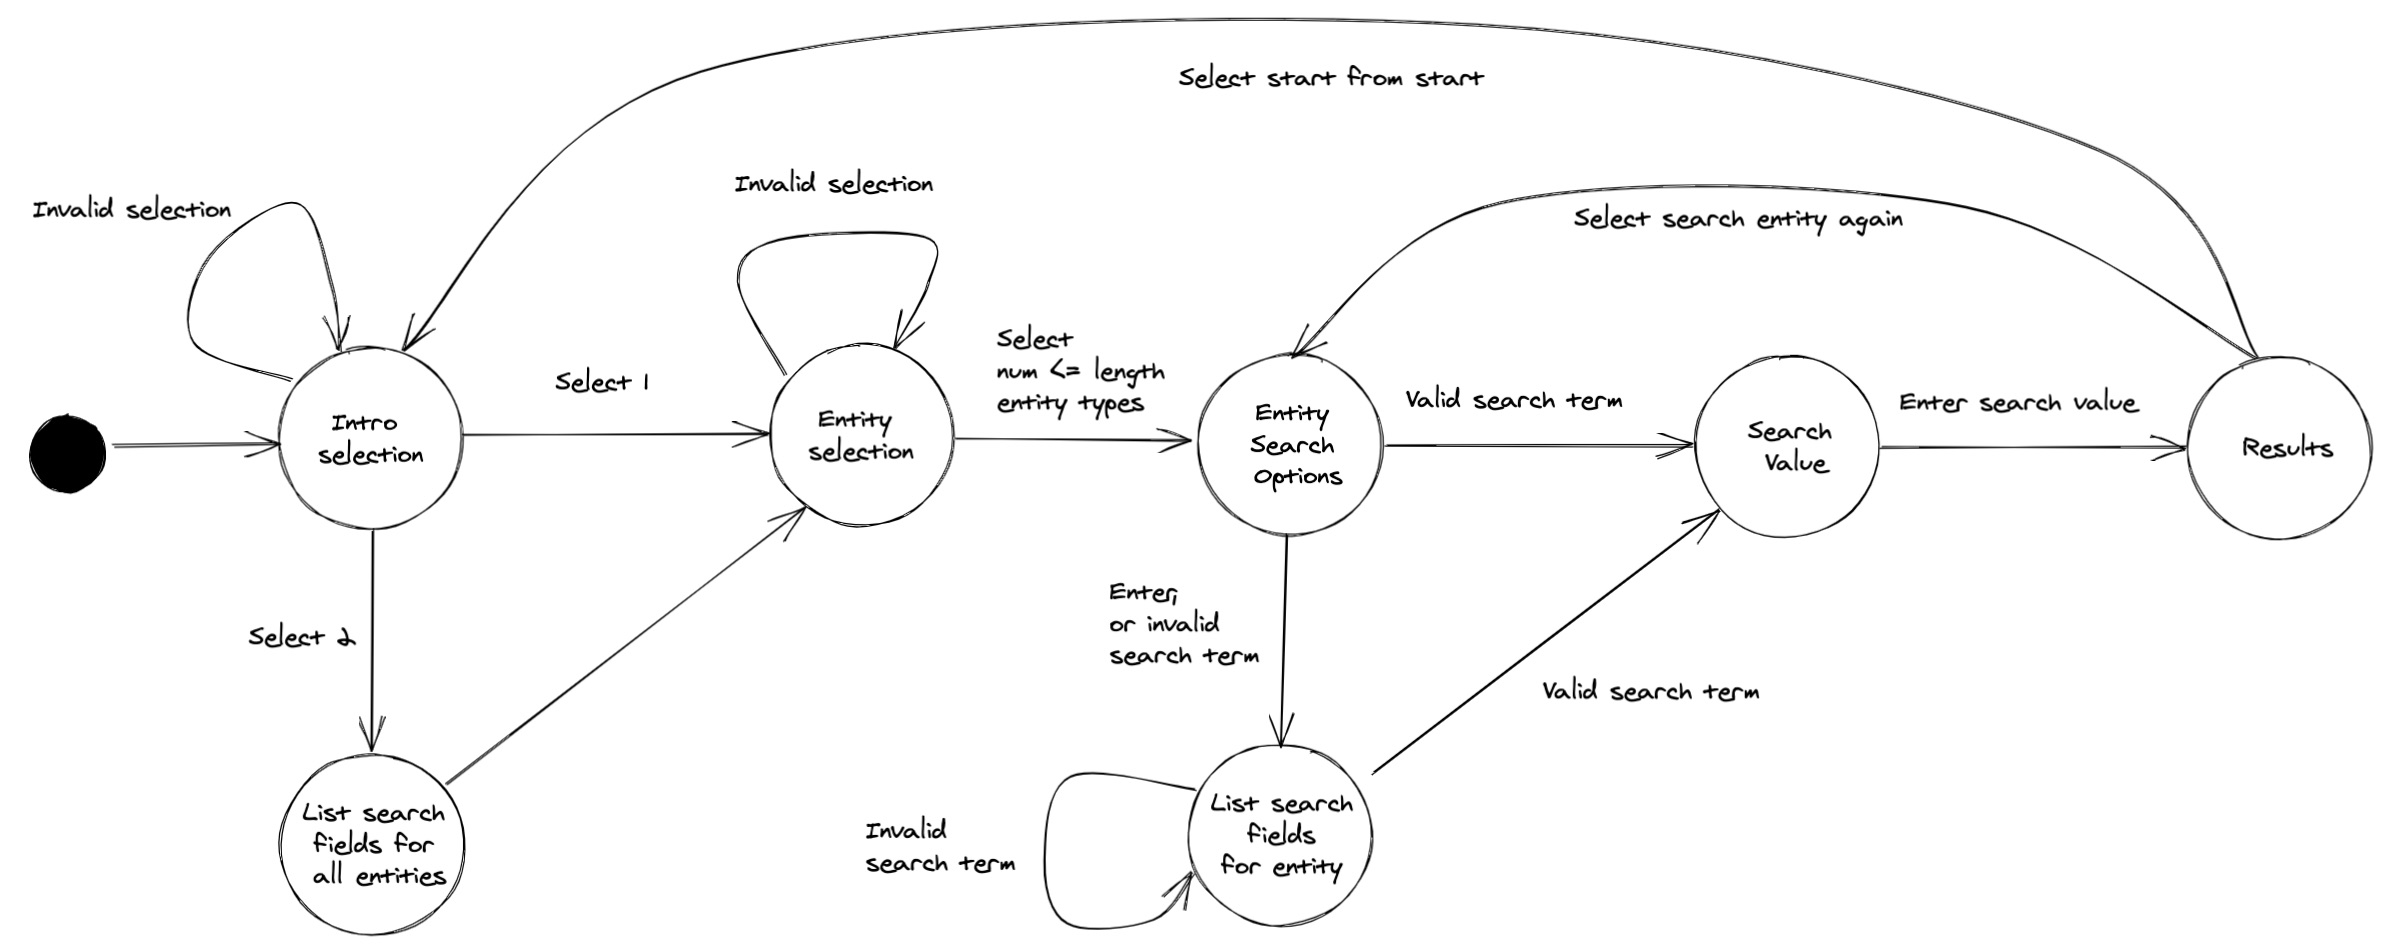 Select start from start
Invalid selection
Invalid selection
Select search entity again
Select
num <= length
entity types
Select 1
Valid search term
Enter search value
Intro
selection
Entity
selection
Entity
Search
Options
Search
Value
Results
Enter,
or invalid
search term
Select 2
Valid search term
List search
fields for
all entities
Invalid
search term
List search
fields
for entity